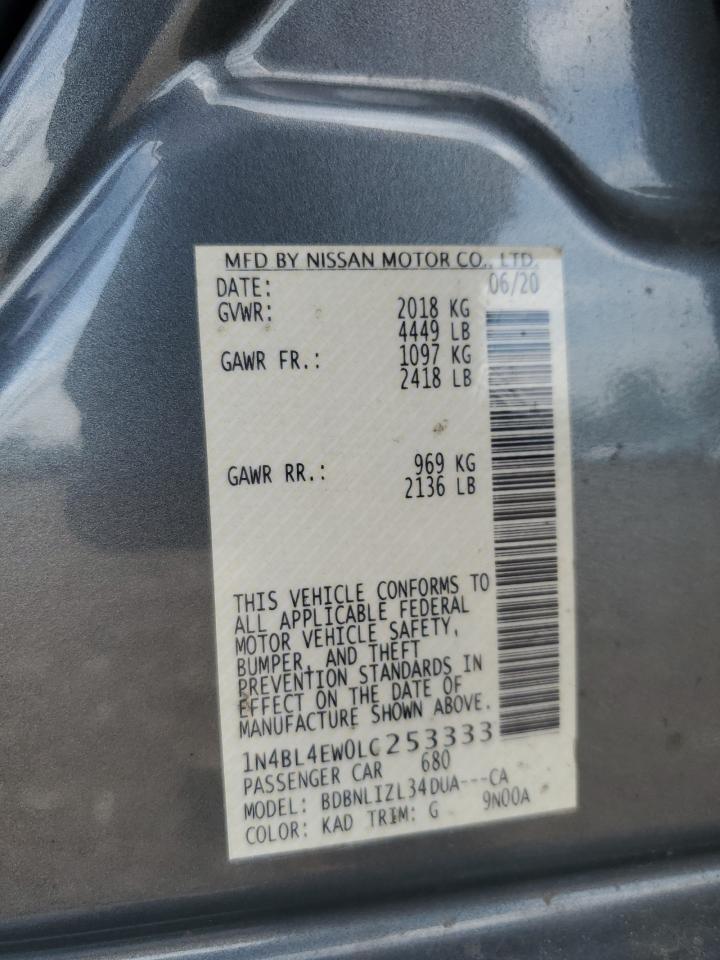 MFD BY NISSAN MOTOR CO., LTD.
DATE: 06/20
GVWR: 2018 KG
4449 LB
GAWR FR.: 1097 KG
2418 LB
GAWR RR.: 969 KG
2136 LB
THIS VEHICLE CONFORMS TO
ALL APPLICABLE FEDERAL
MOTOR VEHICLE SAFETY,
BUMPER, AND THEFT
PREVENTION STANDARDS IN
EFFECT ON THE DATE OF
MANUFACTURE SHOWN ABOVE.
1N4BL4EW0LC253333
PASSENGER CAR 680
MODEL: BDBNLIZL34DUA---CA
COLOR: KAD TRIM: G 9N00A